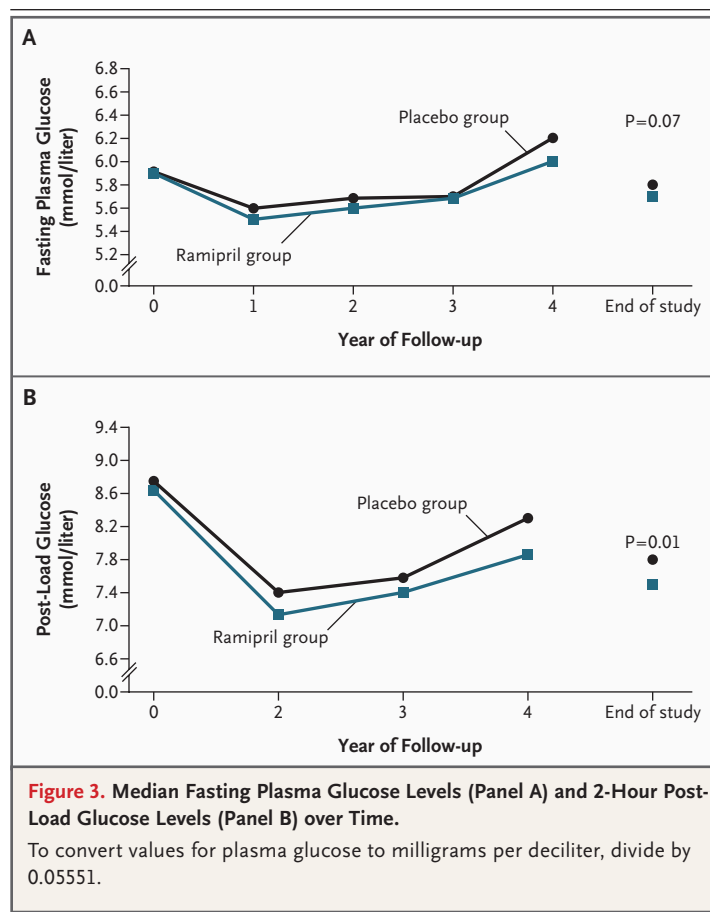 A
Fasting Plasma Glucose
(mmol/liter)
6.8
6.6
6.4
6.2
6.0
5.8
5.6
5.4
5.2
0.0
Placebo group
P=0.07
Ramipril group
0 1 2 3 4 End of study
Year of Follow-up
B
Post-Load Glucose
(mmol/liter)
9.4
9.0
8.6
8.2
7.8
7.4
7.0
6.6
0.0
Placebo group
P=0.01
Ramipril group
0 2 3 4 End of study
Year of Follow-up
Figure 3. Median Fasting Plasma Glucose Levels (Panel A) and 2-Hour Post-
Load Glucose Levels (Panel B) over Time.
To convert values for plasma glucose to milligrams per deciliter, divide by
0.05551.